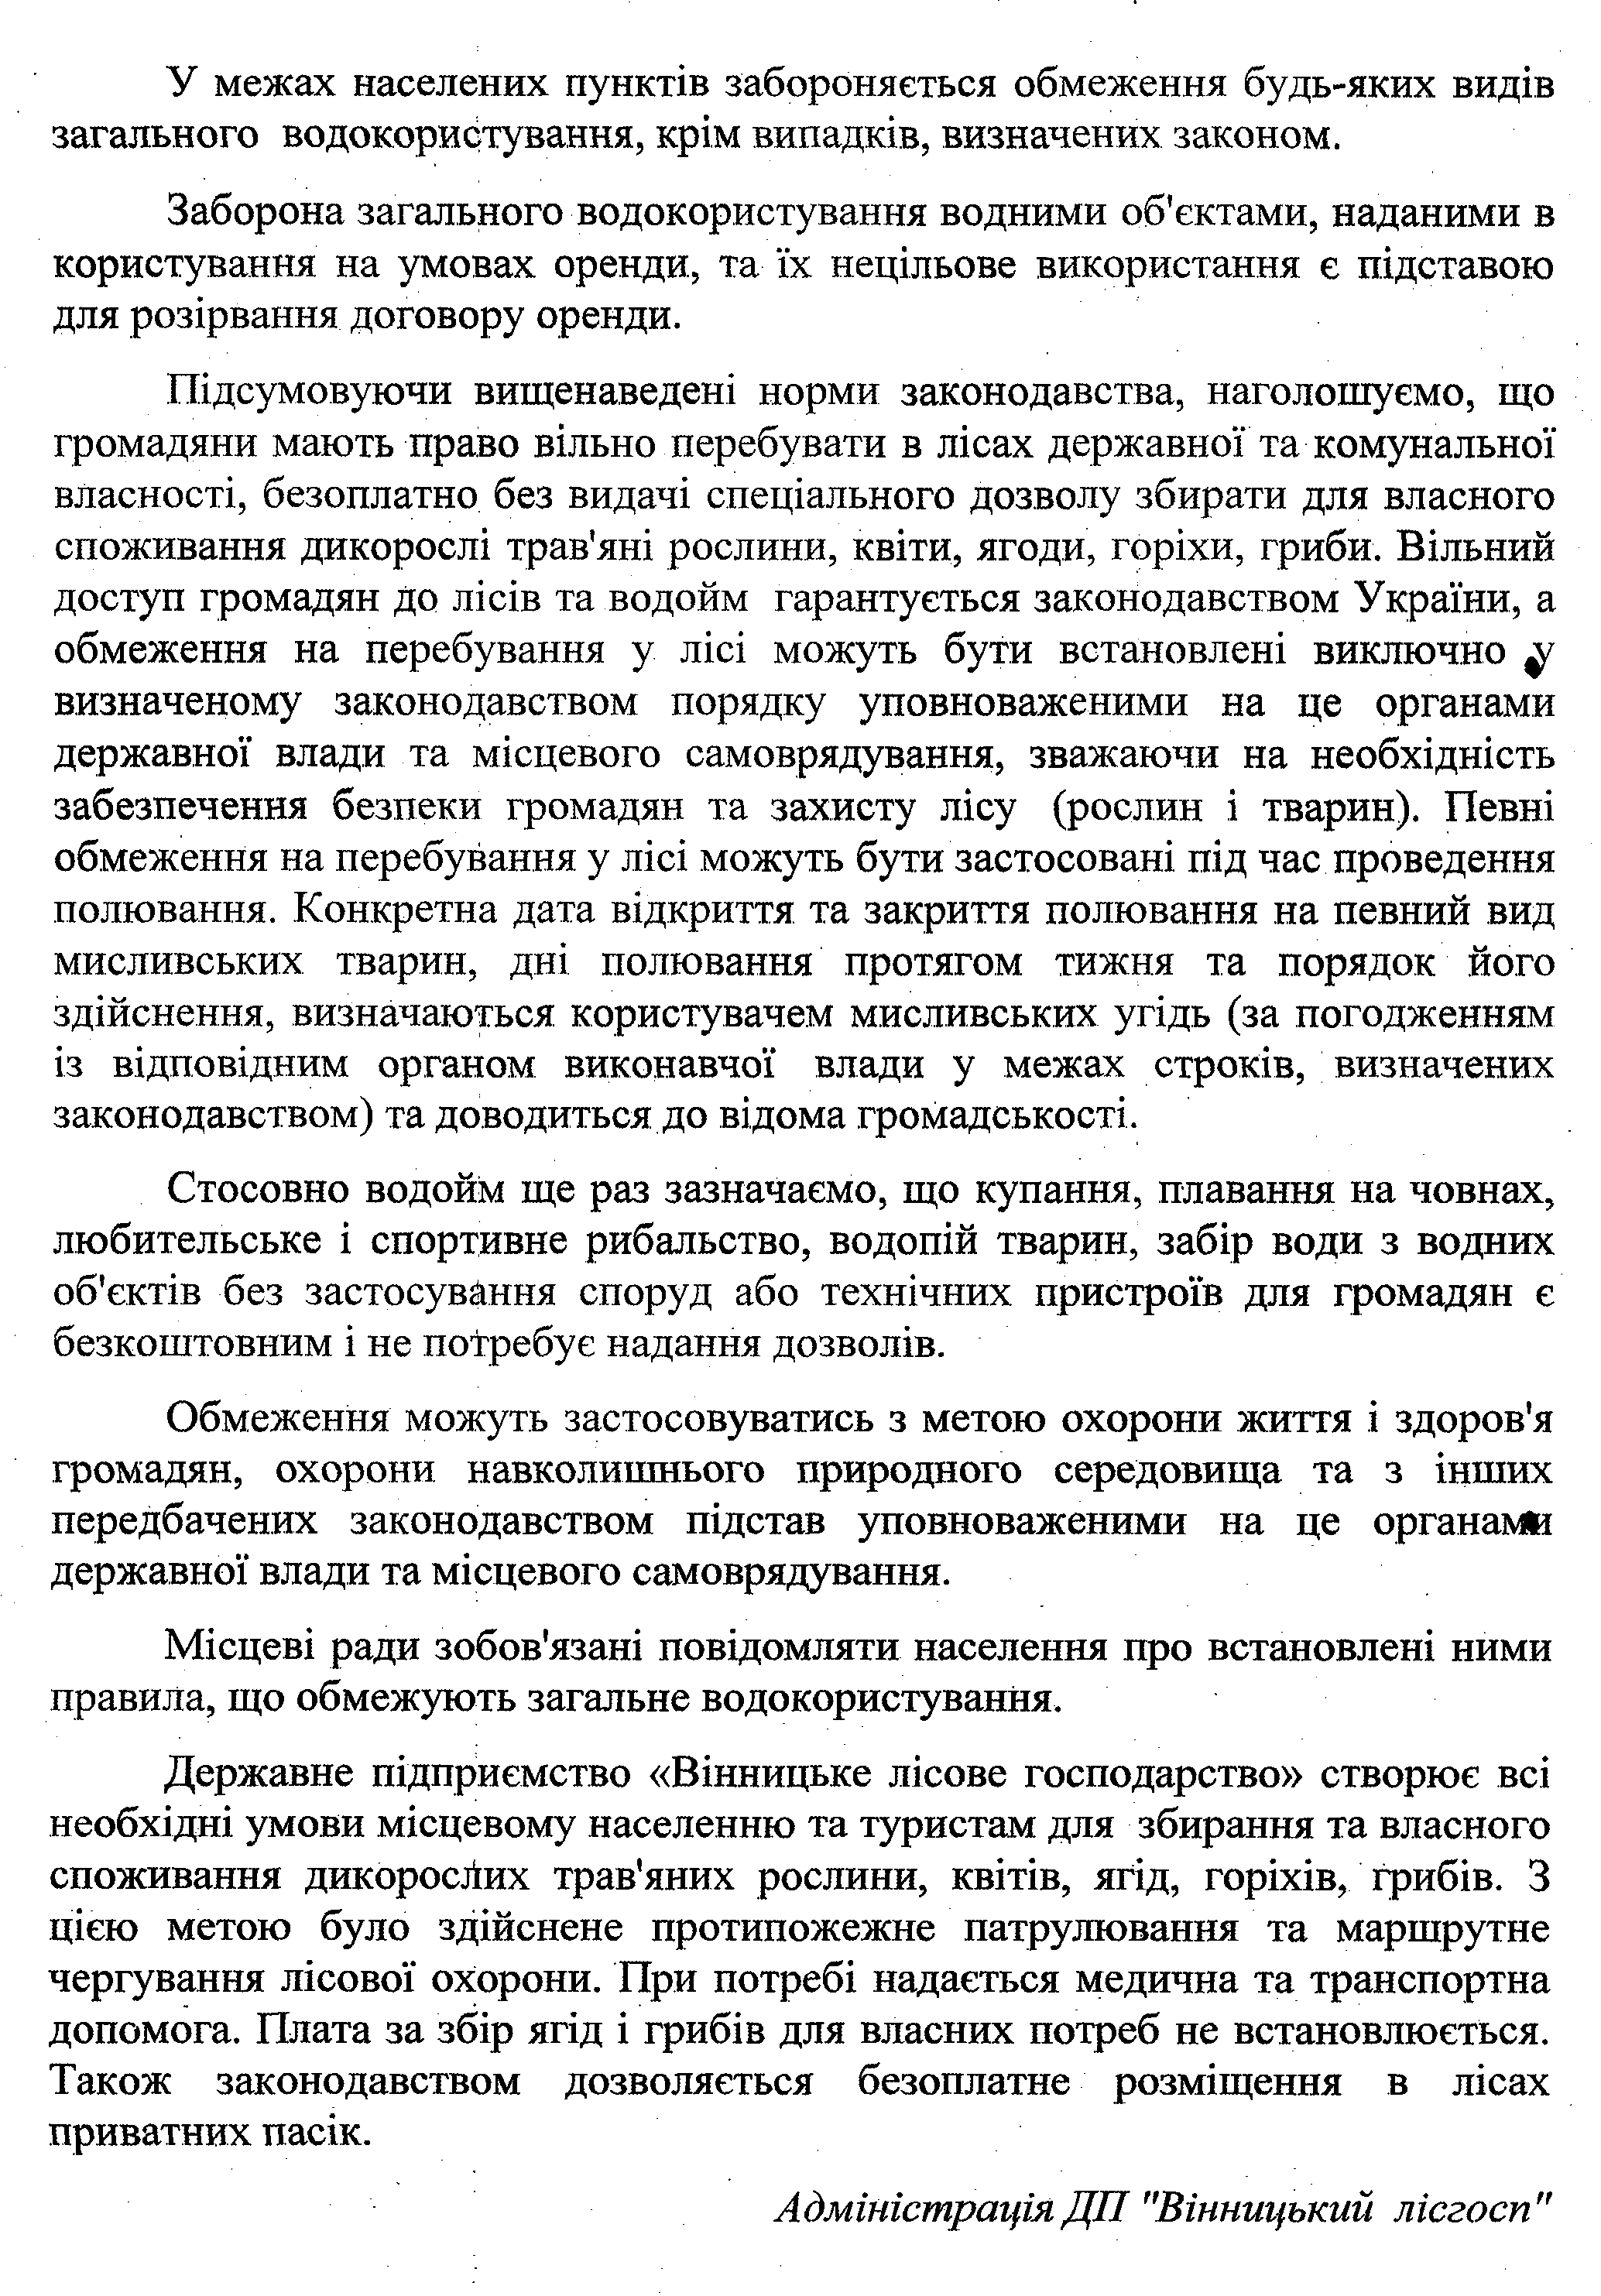 У межах населених пунктів забороняється обмеження будь-яких видів
загального водокористування, крім випадків, визначених законом.
Заборона загального водокористування водними об'єктами, наданими в
користування на умовах оренди, та їх нецільове використання є підставою
для розірвання договору оренди.
Підсумовуючи вищенаведені норми законодавства, наголошуємо, що
громадяни мають право вільно перебувати в лісах державної та комунальної
власності, безоплатно без видачі спеціального дозволу збирати для власного
споживання дикорослі трав'яні рослини, квіти, ягоди, горіхи, гриби. Вільний
доступ громадян до лісів та водойм гарантується законодавством України, а
обмеження на перебування у лісі можуть бути встановлені виключно у
визначеному законодавством порядку уповноваженими на це органами
державної влади та місцевого самоврядування, зважаючи на необхідність
забезпечення безпеки громадян та захисту лісу (рослин і тварин). Певні
обмеження на перебування у лісі можуть бути застосовані під час проведення
полювання. Конкретна дата відкриття та закриття полювання на певний вид
мисливських тварин, дні полювання протягом тижня та порядок його
здійснення, визначаються користувачем мисливських угідь (за погодженням
із відповідним органом виконавчої влади у межах строків, визначених
законодавством) та доводиться до відома громадськості.
Стосовно водойм ще раз зазначаємо, що купання, плавання на човнах,
любительське і спортивне рибальство, водопій тварин, забір води з водних
об'єктів без застосування споруд або технічних пристроїв для громадян є
безкоштовним і не потребує надання дозволів.
Обмеження можуть застосовуватись з метою охорони життя і здоров'я
громадян, охорони навколишнього природного середовища та з інших
передбачених законодавством підстав уповноваженими на це органами
державної влади та місцевого самоврядування.
Місцеві ради зобов'язані повідомляти населення про встановлені ними
правила, що обмежують загальне водокористування.
Державне підприємство «Вінницьке лісове господарство» створює всі
необхідні умови місцевому населенню та туристам для збирання та власного
споживання дикорослих трав'яних рослини, квітів, ягід, горіхів, грибів. З
цією метою було здійснене протипожежне патрулювання та маршрутне
чергування лісової охорони. При потребі надається медична та транспортна
допомога. Плата за збір ягід і грибів для власних потреб не встановлюється.
Також законодавством дозволяється безоплатне розміщення в лісах
приватних пасік.
Адміністрація ДП "Вінницький лісгосп"